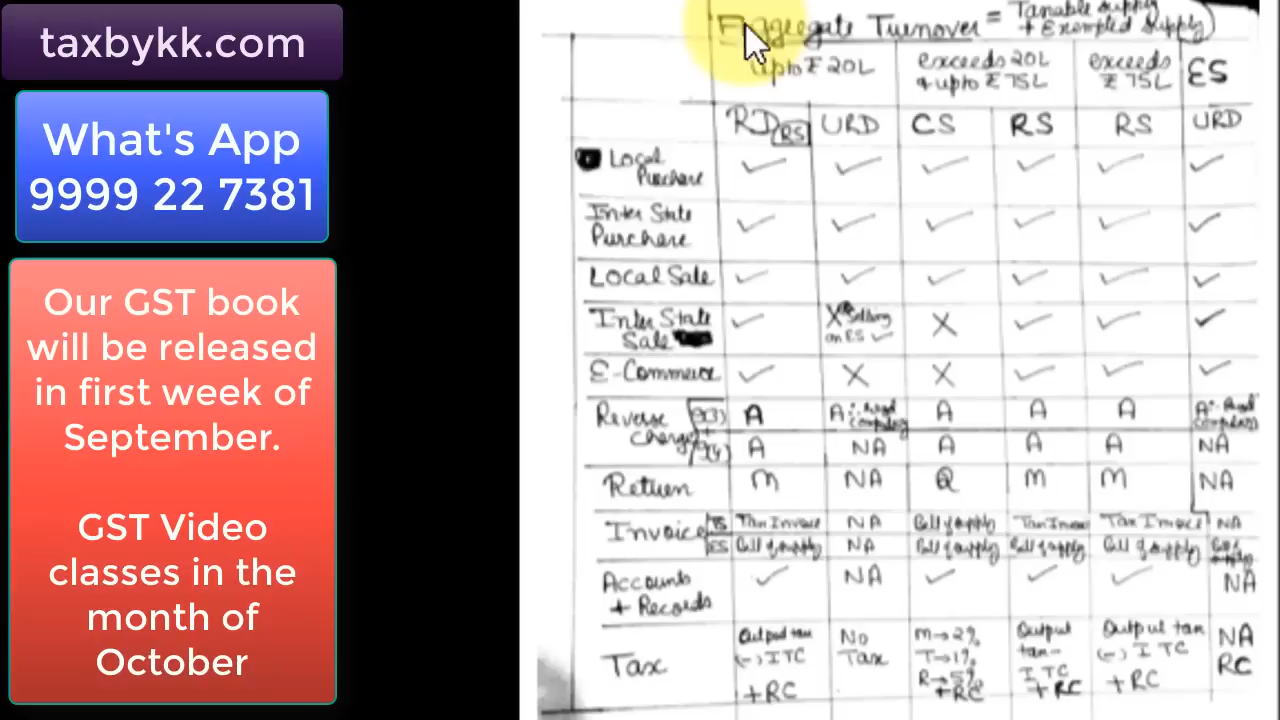 taxbykk.com
What's App
9999 22 7381
Our GST book
will be released
in first week of
September.
GST Video
classes in the
month of
October
Aggregate Turnover = Taxable Supply
+ Exempted Supply
upto ₹ 20L exceeds 20L exceeds ES
& upto ₹ 75L ₹ 75L
RD RS URD CS RS RS URD
Local
Purchase
Inter State
Purchase
Local Sale
Inter State X Selling X
Sale on ES
E-Commerce X X
Reverse 9(3) A A A A A A
Charge 9(4) A NA A A A NA
Return M NA Q M M NA
Invoice TS Tax Invoice NA Bill of supply Tax Invoice Tax Invoice NA
ES Bill of supply NA Bill of supply Bill of supply Bill of supply
Accounts NA NA
+ Records
Tax Output tax No M→2% Output Output tax NA
(-) ITC Tax T→1% tax- (-) ITC RC
+RC R→5% ITC +RC
+RC +RC